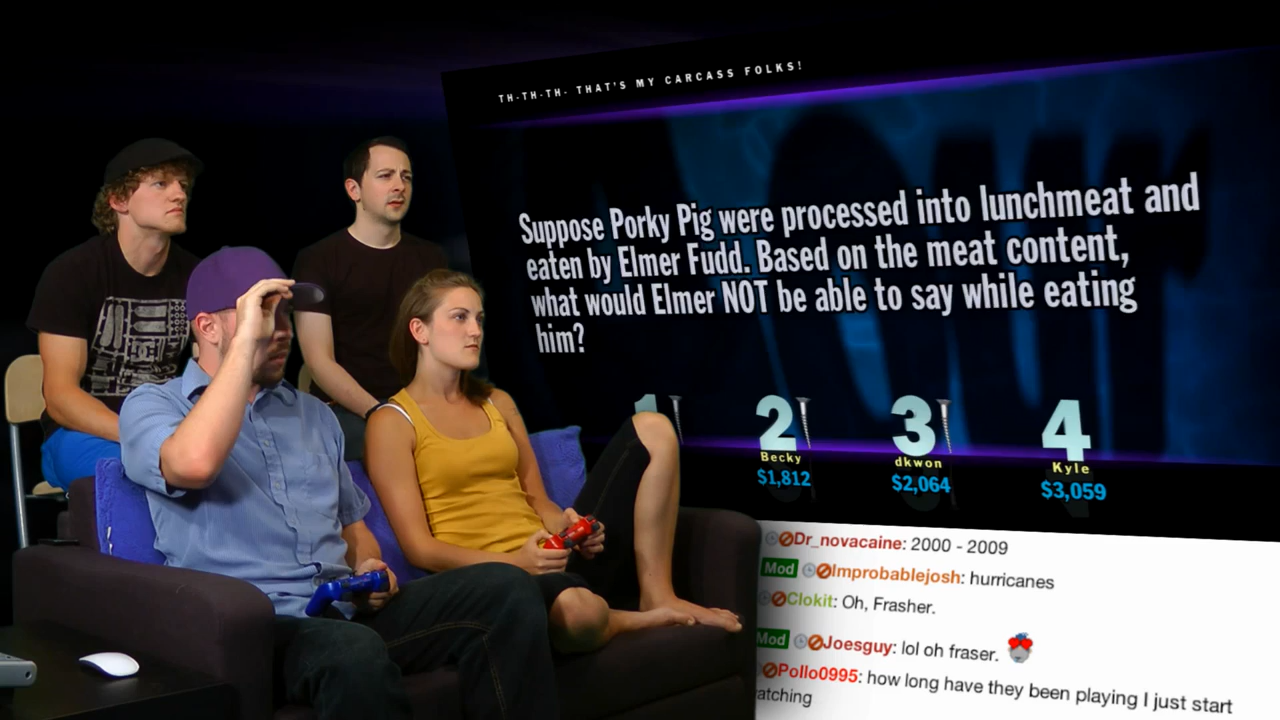 TH-TH-TH- THAT'S MY CARCASS FOLKS!
Suppose Porky Pig were processed into lunchmeat and
eaten by Elmer Fudd. Based on the meat content,
what would Elmer NOT be able to say while eating
him?
1 2 3 4
Becky dkwon Kyle
$1,812 $2,064 $3,059
Dr_novacaine: 2000 - 2009
Mod Improbablejosh: hurricanes
Clokit: Oh, Frasher.
Mod Joesguy: lol oh fraser.
Pollo0995: how long have they been playing I just start
atching